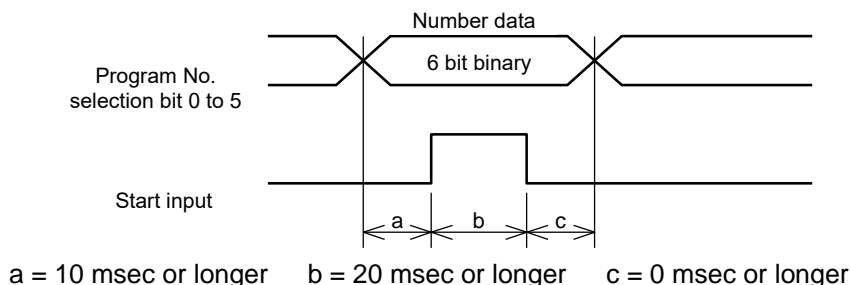 Number data
Program No.
selection bit 0 to 5
6 bit binary
Start input
a
b
c
a = 10 msec or longer b = 20 msec or longer c = 0 msec or longer